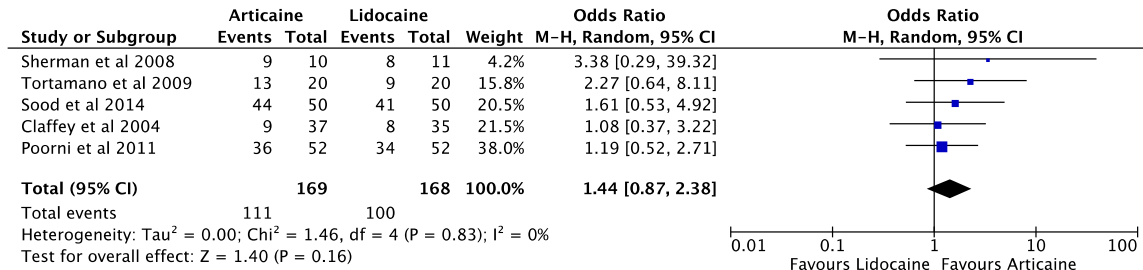 Articaine Lidocaine Odds Ratio Odds Ratio
Study or Subgroup Events Total Events Total Weight M-H, Random, 95% CI M-H, Random, 95% CI
Sherman et al 2008 9 10 8 11 4.2% 3.38 [0.29, 39.32]
Tortamano et al 2009 13 20 9 20 15.8% 2.27 [0.64, 8.11]
Sood et al 2014 44 50 41 50 20.5% 1.61 [0.53, 4.92]
Claffey et al 2004 9 37 8 35 21.5% 1.08 [0.37, 3.22]
Poorni et al 2011 36 52 34 52 38.0% 1.19 [0.52, 2.71]
Total (95% CI) 169 168 100.0% 1.44 [0.87, 2.38]
Total events 111 100
Heterogeneity: Tau² = 0.00; Chi² = 1.46, df = 4 (P = 0.83); I² = 0%
Test for overall effect: Z = 1.40 (P = 0.16)
0.01 0.1 1 10 100
Favours Lidocaine Favours Articaine